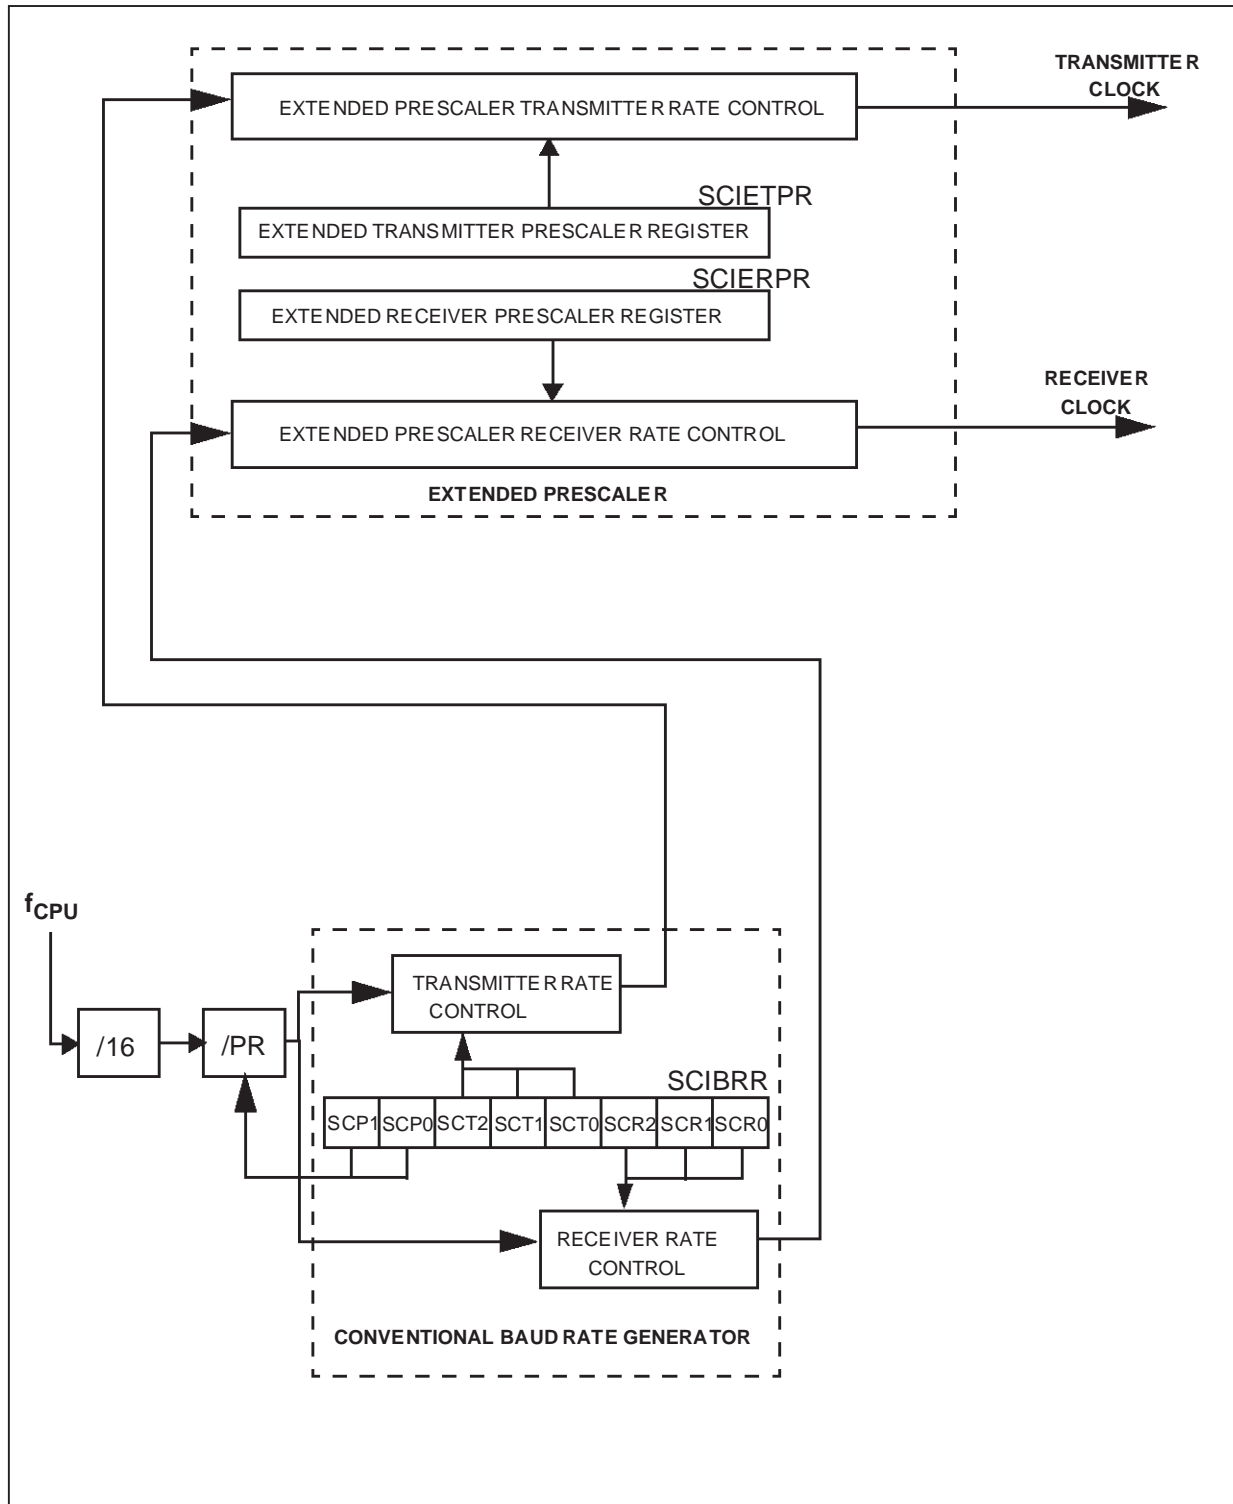 TRANSMITTER
CLOCK
EXTENDED PRESCALER TRANSMITTER RATE CONTROL
SCIETPR
EXTENDED TRANSMITTER PRESCALER REGISTER
SCIERPR
EXTENDED RECEIVER PRESCALER REGISTER
RECEIVER
CLOCK
EXTENDED PRESCALER RECEIVER RATE CONTROL
EXTENDED PRESCALER
fCPU
TRANSMITTER RATE
CONTROL
/16
/PR
SCIBRR
SCP1 SCP0 SCT2 SCT1 SCT0 SCR2 SCR1 SCR0
RECEIVER RATE
CONTROL
CONVENTIONAL BAUD RATE GENERATOR